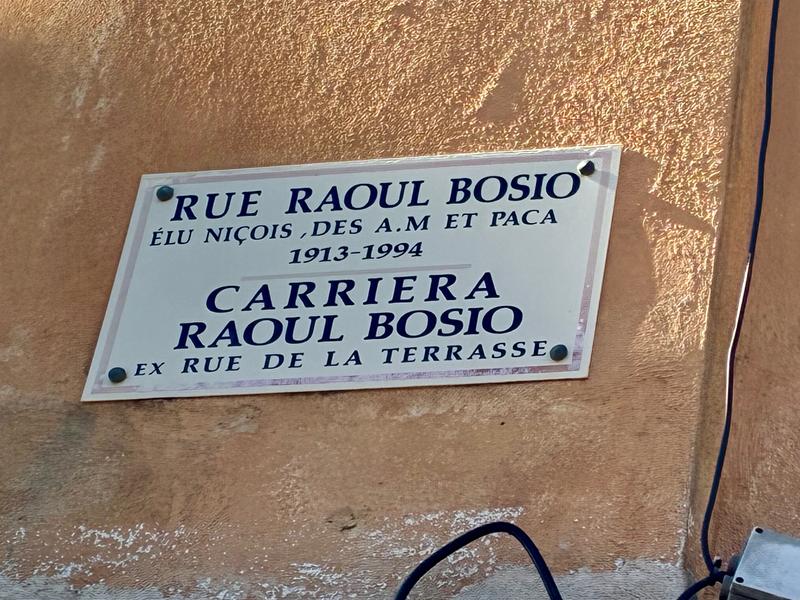 RUE RAOUL BOSIO
ÉLU NIÇOIS, DES A.M ET PACA
1913-1994
CARRIERA
RAOUL BOSIO
EX RUE DE LA TERRASSE